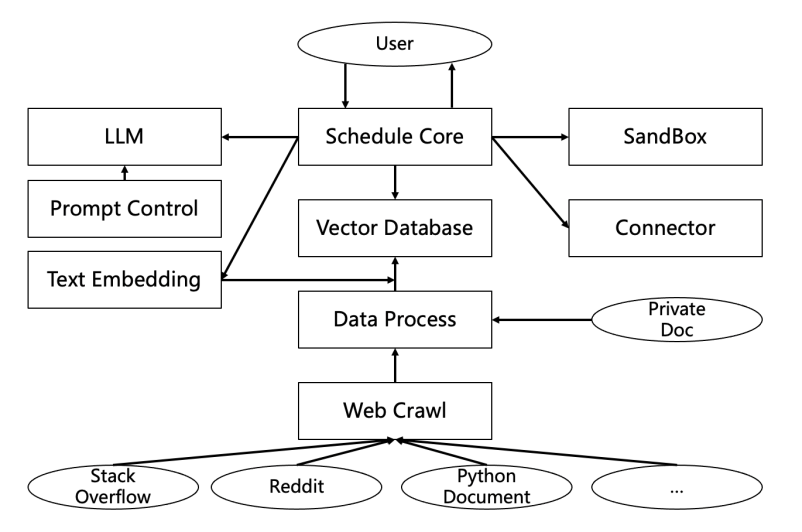 User
LLM
Schedule Core
SandBox
Prompt Control
Vector Database
Connector
Text Embedding
Data Process
Private
Doc
Web Crawl
Stack
Overflow
Reddit
Python
Document
...